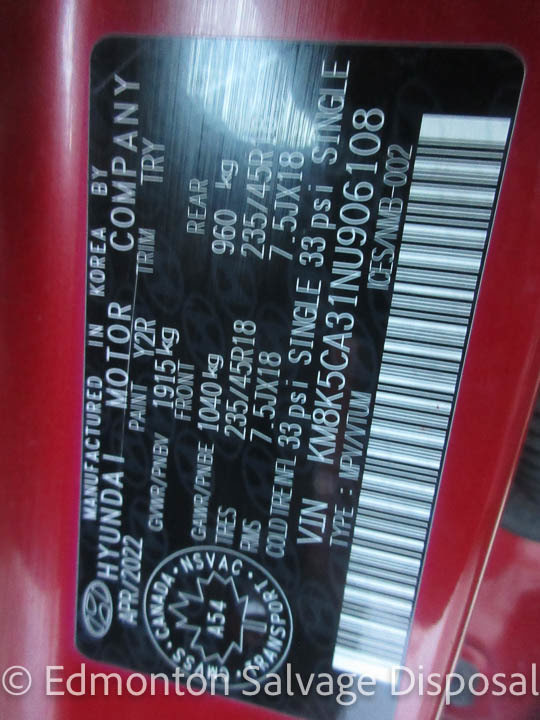 MANUFACTURED IN KOREA BY
HYUNDAI MOTOR COMPANY
APR/2022 PAINT Y2R TRIM TRY
GVWR/PNBV 1915kg
FRONT REAR
GAWR/PNBE 1040kg 960 kg
TIRES 235/45R18 235/45R18
RIMS 7.5JX18 7.5JX18
COLD TIRE INFL 33 psi SINGLE 33 psi SINGLE
VIN KM8K5CA31NU906108
TYPE : MPV/VTUM ICES/NMB-002
CANADA · NSVAC
A54
TRANSPORT
© Edmonton Salvage Disposal